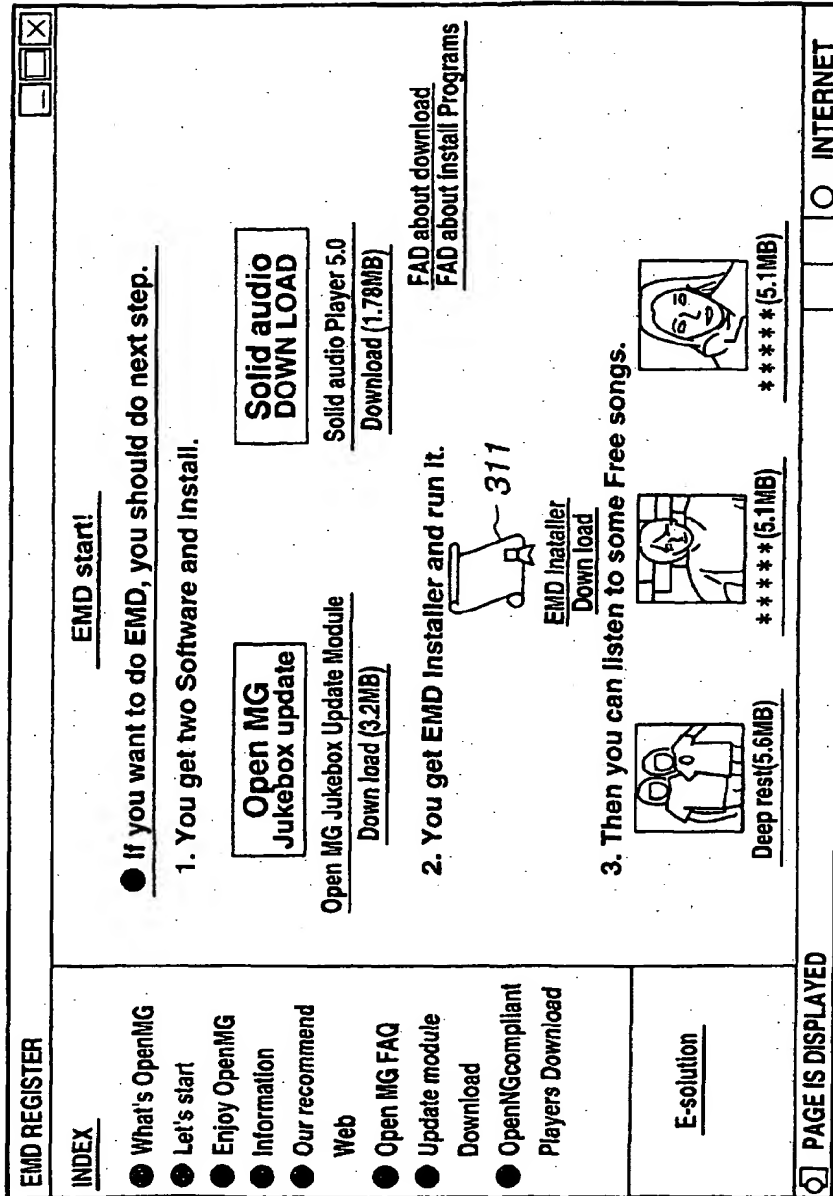 EMD REGISTER
INDEX
What's OpenMG
Let's start
Enjoy OpenMG
Information
Our recommend
Web
Open MG FAQ
Update module
Download
OpenNGcompliant
Players Download
E-solution
EMD start!
If you want to do EMD, you should do next step.
1. You get two Software and Install.
Open MG
Jukebox update
Solid audio
DOWN LOAD
Open MG Jukebox Update Module
Down load (3.2MB)
Solid audio Player 5.0
Download (1.78MB)
2. You get EMD Installer and run it.
311
EMD Inataller
Down load
FAD about download
FAD about install Programs
3. Then you can listen to some Free songs.
Deep rest(5.6MB)
*****(5.1MB)
*****(5.1MB)
PAGE IS DISPLAYED
INTERNET